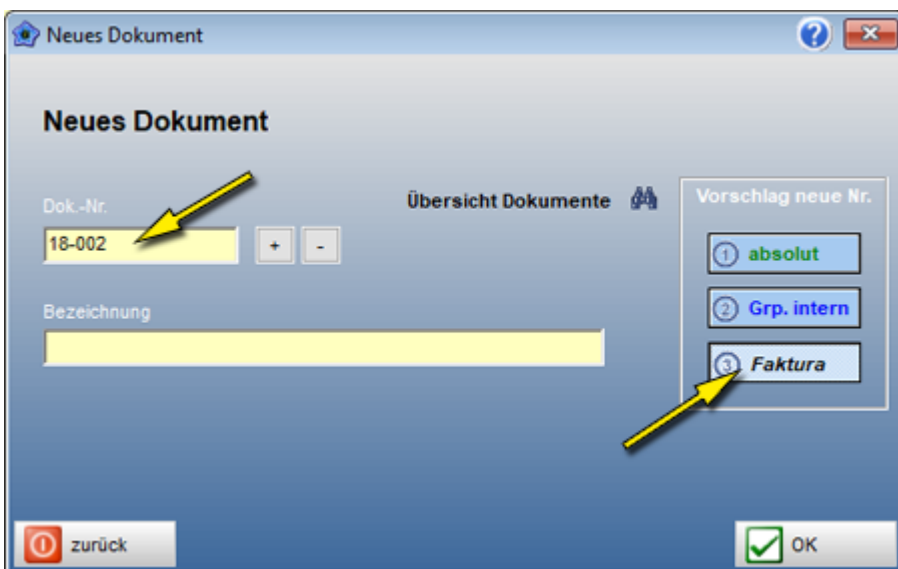 Neues Dokument
Neues Dokument
Übersicht Dokumente
Vorschlag neue Nr.
Dok.-Nr.
18-002
+ -
1 absolut
Bezeichnung
2 Grp. intern
3 Faktura
zurück
OK